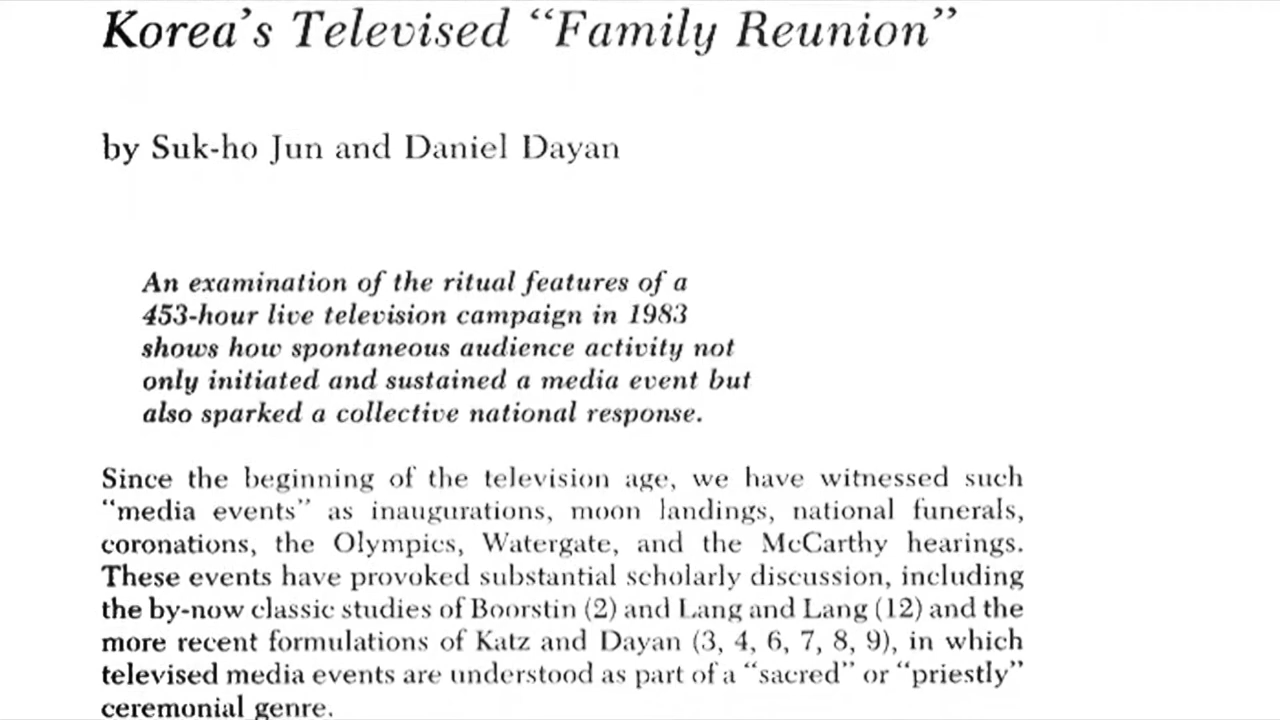 Korea's Televised “Family Reunion”
by Suk-ho Jun and Daniel Dayan
An examination of the ritual features of a
453-hour live television campaign in 1983
shows how spontaneous audience activity not
only initiated and sustained a media event but
also sparked a collective national response.
Since the beginning of the television age, we have witnessed such
“media events” as inaugurations, moon landings, national funerals,
coronations, the Olympics, Watergate, and the McCarthy hearings.
These events have provoked substantial scholarly discussion, including
the by-now classic studies of Boorstin (2) and Lang and Lang (12) and the
more recent formulations of Katz and Dayan (3, 4, 6, 7, 8, 9), in which
televised media events are understood as part of a “sacred” or “priestly”
ceremonial genre.